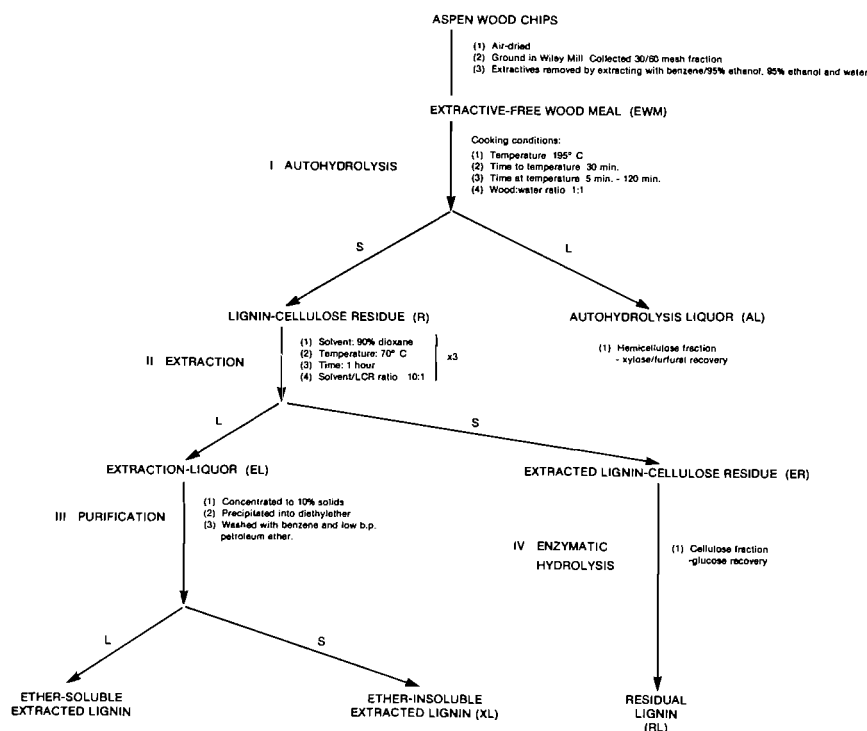 ASPEN WOOD CHIPS
(1) Air-dried
(2) Ground in Wiley Mill Collected 30/60 mesh fraction
(3) Extractives removed by extracting with benzene/95% ethanol, 95% ethanol and water
EXTRACTIVE-FREE WOOD MEAL (EWM)
Cooking conditions:
I AUTOHYDROLYSIS
(1) Temperature 195° C
(2) Time to temperature 30 min.
(3) Time at temperature 5 min. - 120 min.
(4) Wood:water ratio 1:1
S
L
LIGNIN-CELLULOSE RESIDUE (R)
AUTOHYDROLYSIS LIQUOR (AL)
II EXTRACTION
(1) Solvent: 90% dioxane
(2) Temperature: 70° C
(3) Time: 1 hour
(4) Solvent/LCR ratio 10:1
x3
(1) Hemicellulose fraction
- xylose/furfural recovery
L
S
EXTRACTION-LIQUOR (EL)
EXTRACTED LIGNIN-CELLULOSE RESIDUE (ER)
III PURIFICATION
(1) Concentrated to 10% solids
(2) Precipitated into diethylether
(3) Washed with benzene and low b.p.
petroleum ether.
IV ENZYMATIC
HYDROLYSIS
(1) Cellulose fraction
-glucose recovery
L
S
ETHER-SOLUBLE
EXTRACTED LIGNIN
ETHER-INSOLUBLE
EXTRACTED LIGNIN (XL)
RESIDUAL
LIGNIN
(RL)